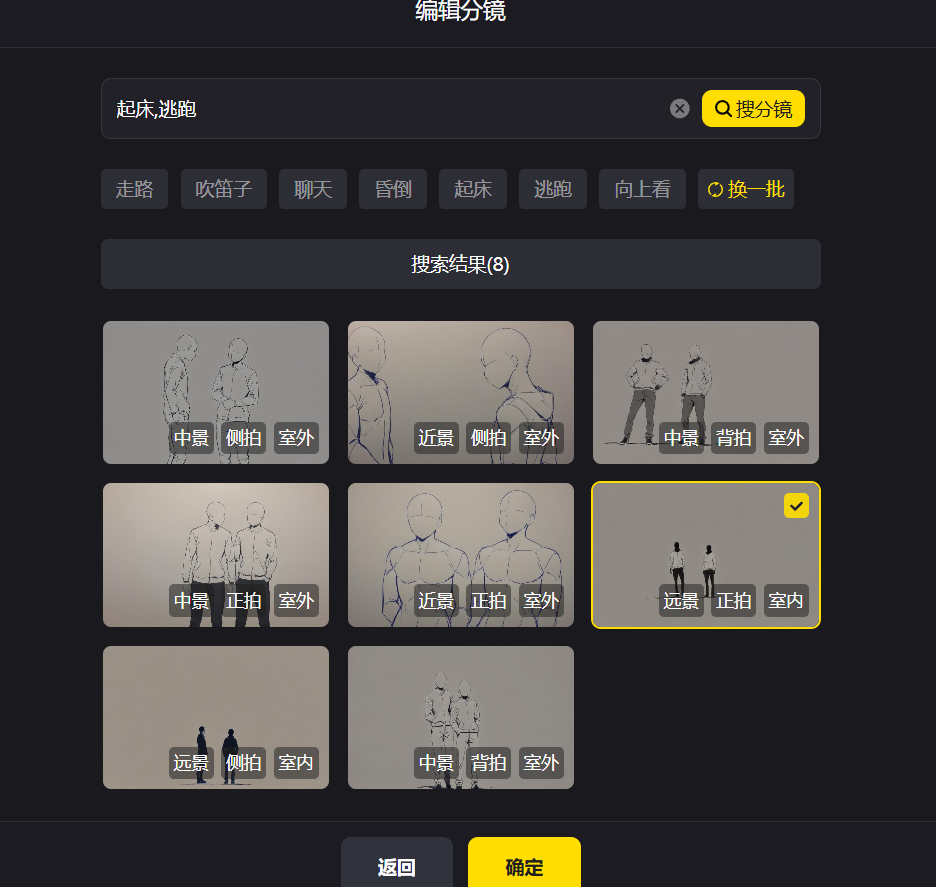 编辑分镜
起床,逃跑
搜分镜
走路 吹笛子 聊天 昏倒 起床 逃跑 向上看 换一批
搜索结果(8)
中景 侧拍 室外
近景 侧拍 室外
中景 背拍 室外
中景 正拍 室外
近景 正拍 室外
远景 正拍 室内
远景 侧拍 室内
中景 背拍 室外
返回 确定